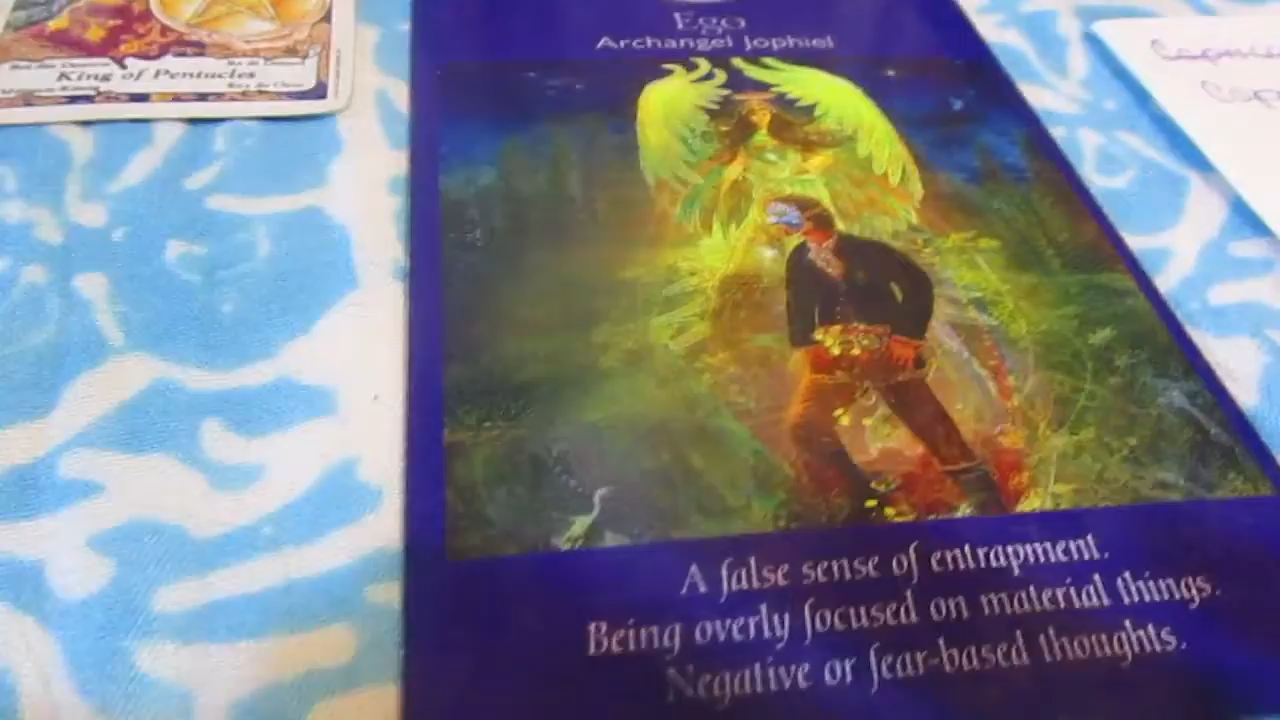 Ego
Archangel Jophiel
King of Pentacles
A false sense of entrapment.
Being overly focused on material things.
Negative or fear-based thoughts.